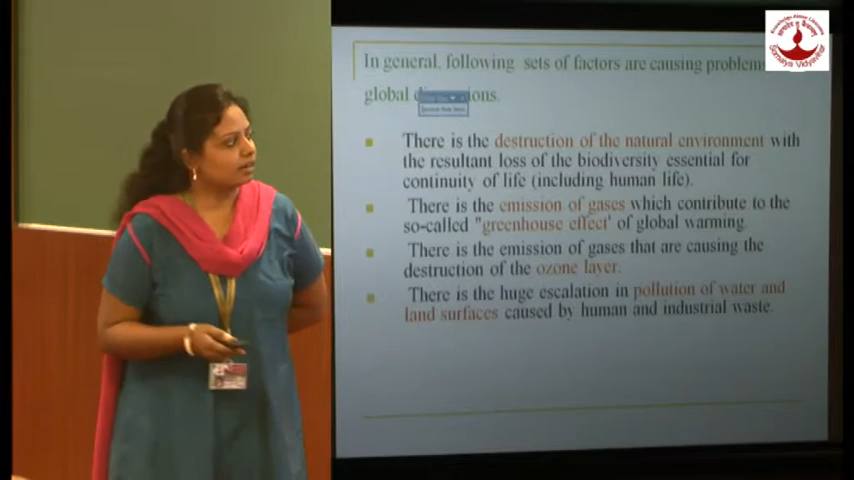 Somaiya Vidyavihar
In general, following sets of factors are causing problems
global
There is the destruction of the natural environment with
the resultant loss of the biodiversity essential for
continuity of life (including human life).
There is the emission of gases which contribute to the
so-called "greenhouse effect' of global warming.
There is the emission of gases that are causing the
destruction of the ozone layer.
There is the huge escalation in pollution of water and
land surfaces caused by human and industrial waste.